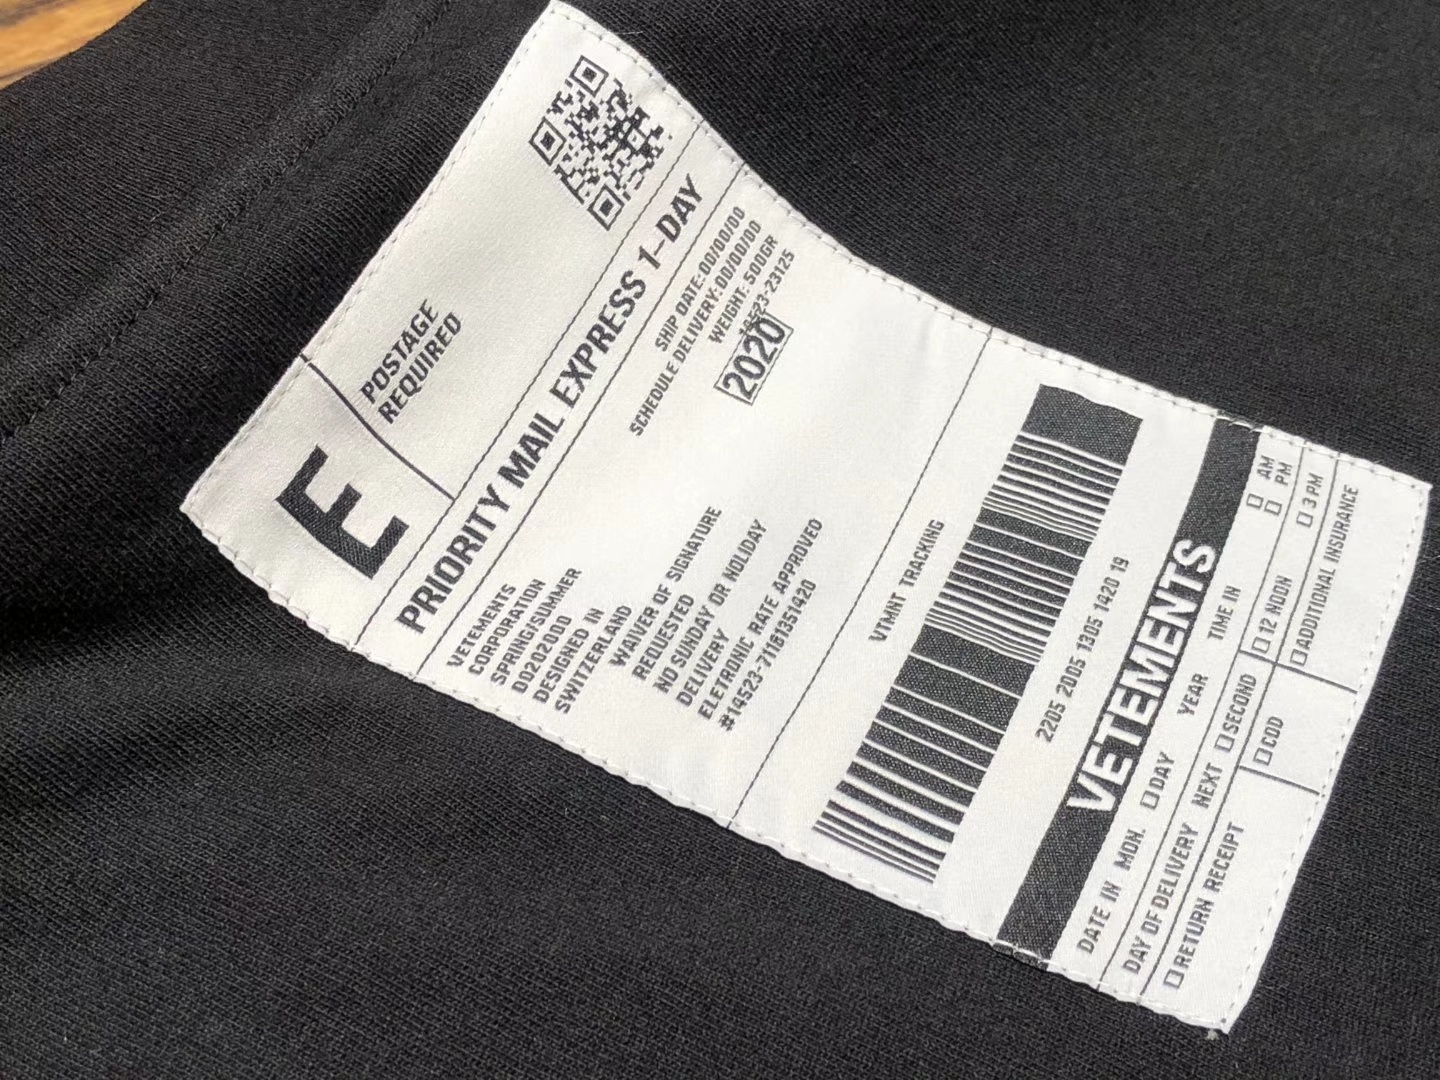 POSTAGE
REQUIRED
E
PRIORITY MAIL EXPRESS 1-DAY
SHIP DATE: 00/00/00
SCHEDULE DELIVERY: 00/00/00
WEIGHT: 500GR
14523-23125
2020
VETEMENTS
CORPORATION
SPRING/SUMMER
D02020D0
DESIGNED IN
SWITZERLAND
WAIVER OF SIGNATURE
REQUESTED
NO SUNDAY OR HOLIDAY
DELIVERY
ELETRONIC RATE APPROVED
#14523-71181351420
VTMNT TRACKING
2205 2005 1305 1420 19
VETEMENTS
DATE IN MON. DAY YEAR TIME IN AM
PM
DAY OF DELIVERY NEXT SECOND 12 NOON 3 PM
RETURN RECEIPT COD ADDITIONAL INSURANCE